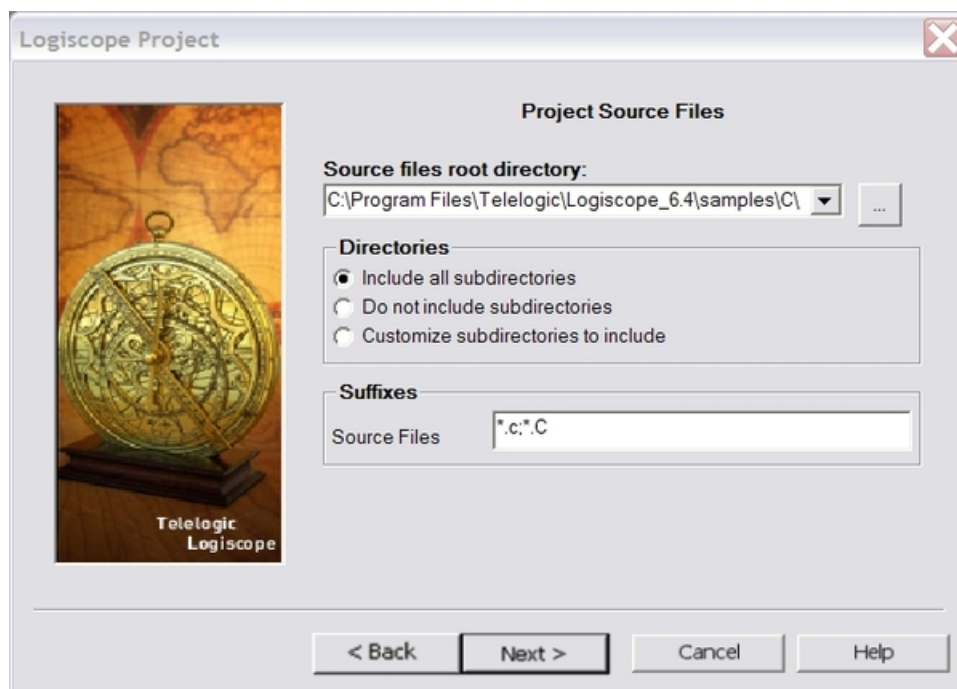 Logiscope Project
Project Source Files
Source files root directory:
C:\Program Files\Telelogic\Logiscope_6.4\samples\C\
...
Directories
Include all subdirectories
Do not include subdirectories
Customize subdirectories to include
Suffixes
Source Files
*.c;*.C
Telelogic
Logiscope
< Back
Next >
Cancel
Help